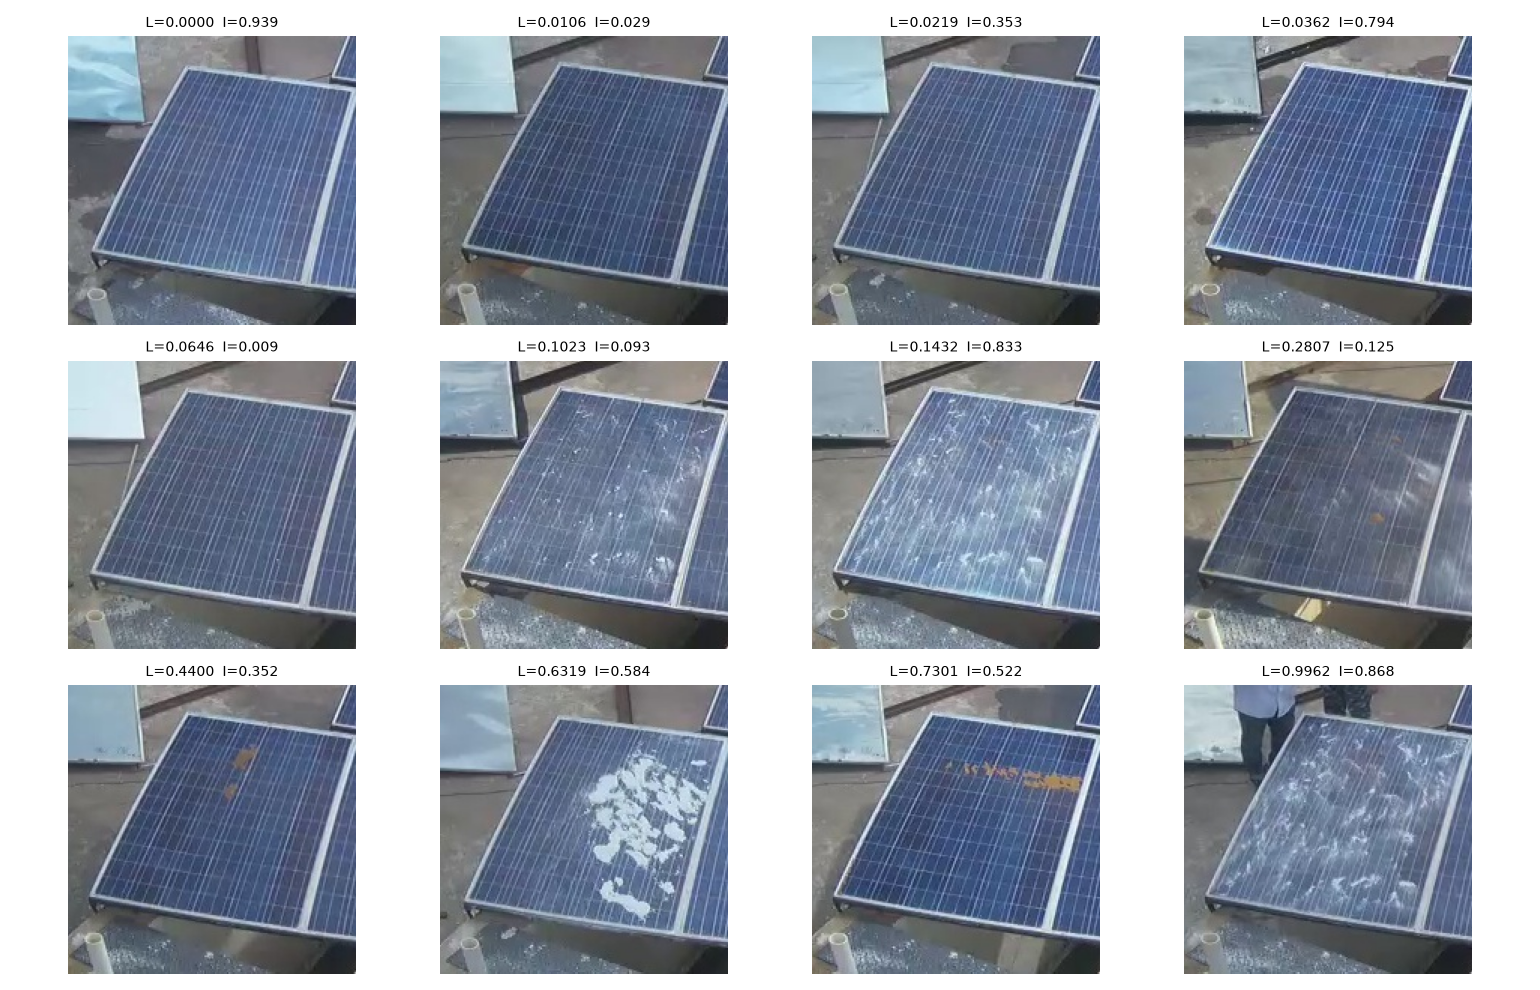 L=0.0000 I=0.939
L=0.0106 I=0.029
L=0.0219 I=0.353
L=0.0362 I=0.794
L=0.0646 I=0.009
L=0.1023 I=0.093
L=0.1432 I=0.833
L=0.2807 I=0.125
L=0.4400 I=0.352
L=0.6319 I=0.584
L=0.7301 I=0.522
L=0.9962 I=0.868